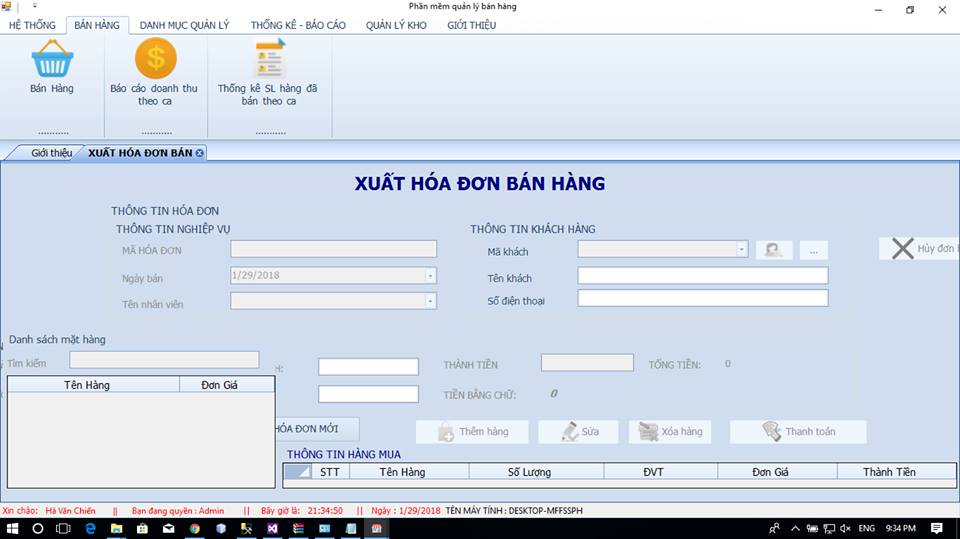 Phần mềm quản lý bán hàng
HỆ THỐNG BÁN HÀNG DANH MỤC QUẢN LÝ THỐNG KÊ - BÁO CÁO QUẢN LÝ KHO GIỚI THIỆU
Bán Hàng
Báo cáo doanh thu theo ca
Thống kê SL hàng đã bán theo ca
........... ........... ...........
Giới thiệu XUẤT HÓA ĐƠN BÁN
XUẤT HÓA ĐƠN BÁN HÀNG
THÔNG TIN HÓA ĐƠN
THÔNG TIN NGHIỆP VỤ
MÃ HÓA ĐƠN
Ngày bán 1/29/2018
Tên nhân viên
THÔNG TIN KHÁCH HÀNG
Mã khách ...
Tên khách
Số điện thoại
Hủy đơn
Danh sách mặt hàng
Tìm kiếm
Tên Hàng Đơn Giá
H: THÀNH TIỀN TỔNG TIỀN: 0
TIỀN BẰNG CHỮ: 0
HÓA ĐƠN MỚI Thêm hàng Sửa Xóa hàng Thanh toán
THÔNG TIN HÀNG MUA
STT Tên Hàng Số Lượng ĐVT Đơn Giá Thành Tiền
Xin chào: Hà Văn Chiến || Bạn đang quyền : Admin || Bây giờ là: 21:34:50 || Ngày : 1/29/2018 TÊN MÁY TÍNH : DESKTOP-MFFSSPH
ENG 9:34 PM